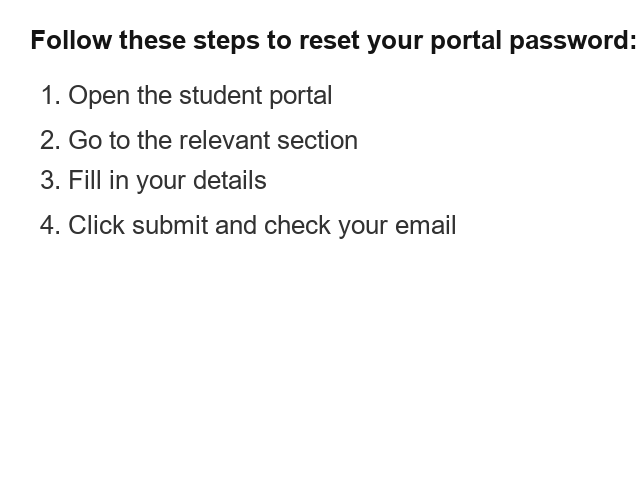 Follow these steps to reset your portal password:
1. Open the student portal
2. Go to the relevant section
3. Fill in your details
4. Click submit and check your email